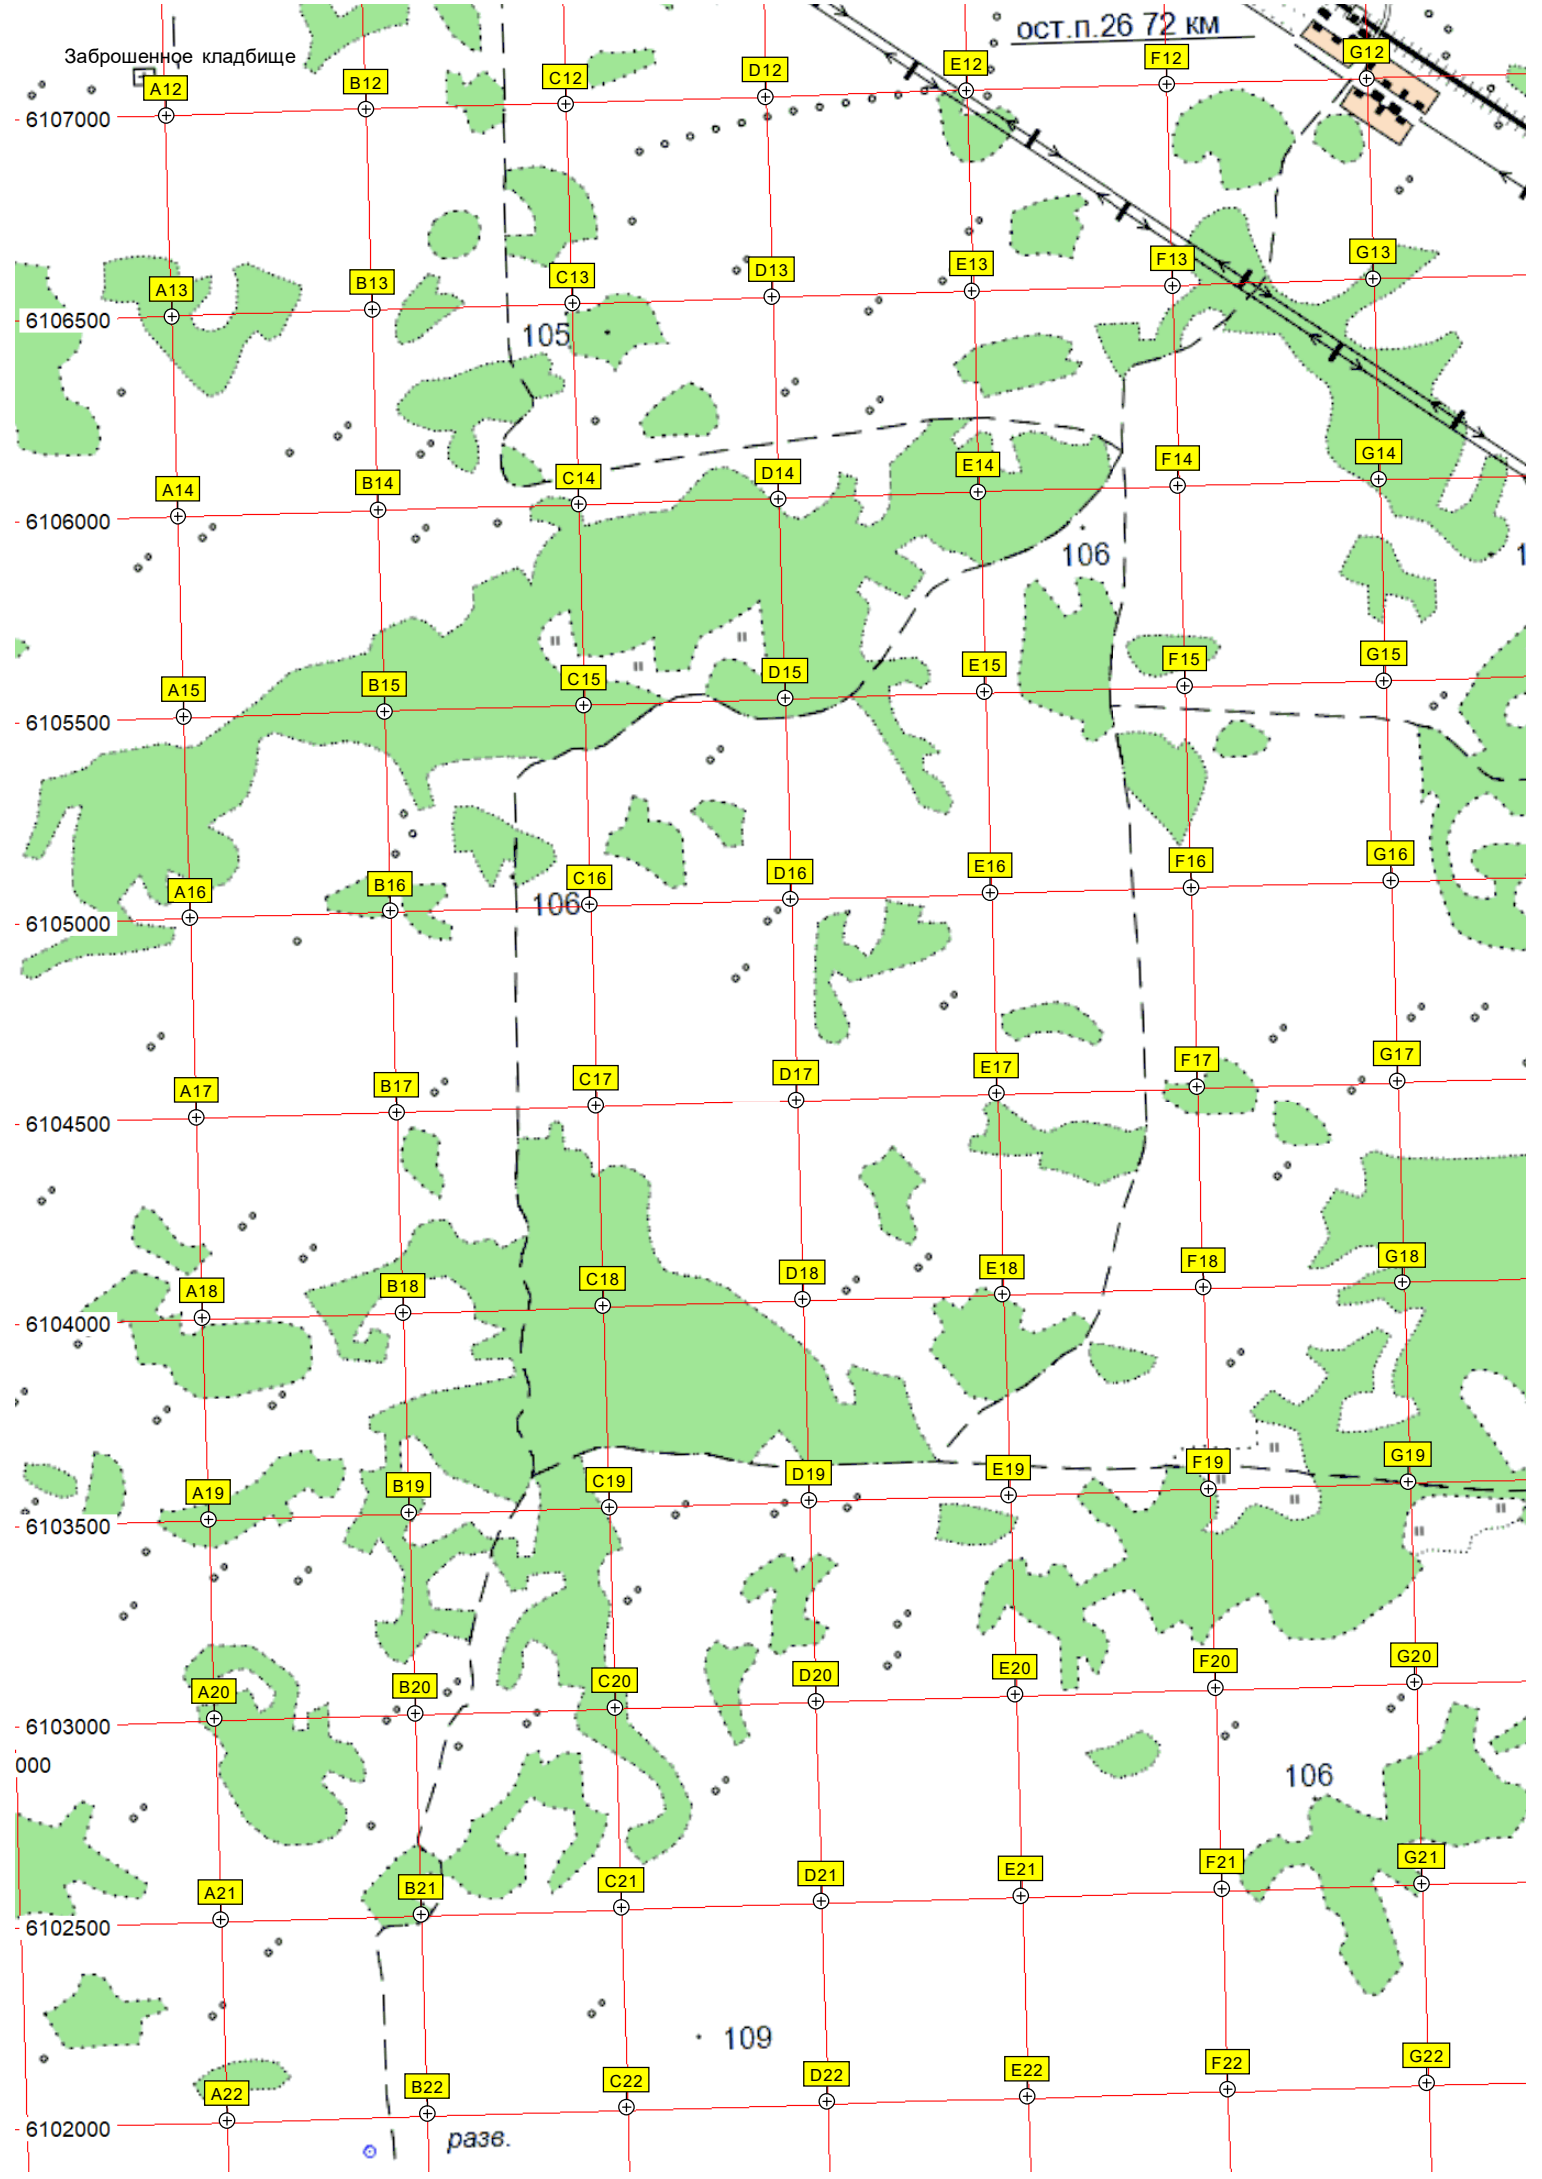 ост.п.26 72 км
Заброшенное кладбище
A12 B12 C12 D12 E12 F12 G12
6107000
A13 B13 C13 D13 E13 F13 G13
6106500
105
A14 B14 C14 D14 E14 F14 G14
6106000
106
1
A15 B15 C15 D15 E15 F15 G15
6105500
A16 B16 C16 D16 E16 F16 G16
106
6105000
A17 B17 C17 D17 E17 F17 G17
6104500
A18 B18 C18 D18 E18 F18 G18
6104000
A19 B19 C19 D19 E19 F19 G19
6103500
A20 B20 C20 D20 E20 F20 G20
6103000
000
106
A21 B21 C21 D21 E21 F21 G21
6102500
109
A22 B22 C22 D22 E22 F22 G22
6102000
разв.